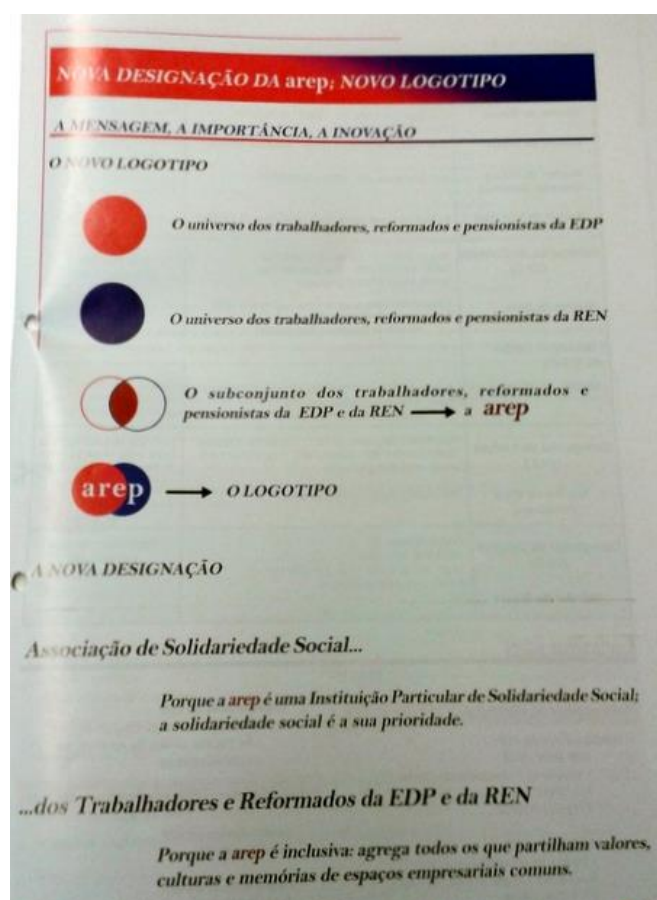 NOVA DESIGNAÇÃO DA arep; NOVO LOGOTIPO
A MENSAGEM, A IMPORTÂNCIA, A INOVAÇÃO
O NOVO LOGOTIPO
O universo dos trabalhadores, reformados e pensionistas da EDP
O universo dos trabalhadores, reformados e pensionistas da REN
O subconjunto dos trabalhadores, reformados e
pensionistas da EDP e da REN → a arep
arep → O LOGOTIPO
A NOVA DESIGNAÇÃO
Associação de Solidariedade Social...
Porque a arep é uma Instituição Particular de Solidariedade Social;
a solidariedade social é a sua prioridade.
...dos Trabalhadores e Reformados da EDP e da REN
Porque a arep é inclusiva: agrega todos os que partilham valores,
culturas e memórias de espaços empresariais comuns.